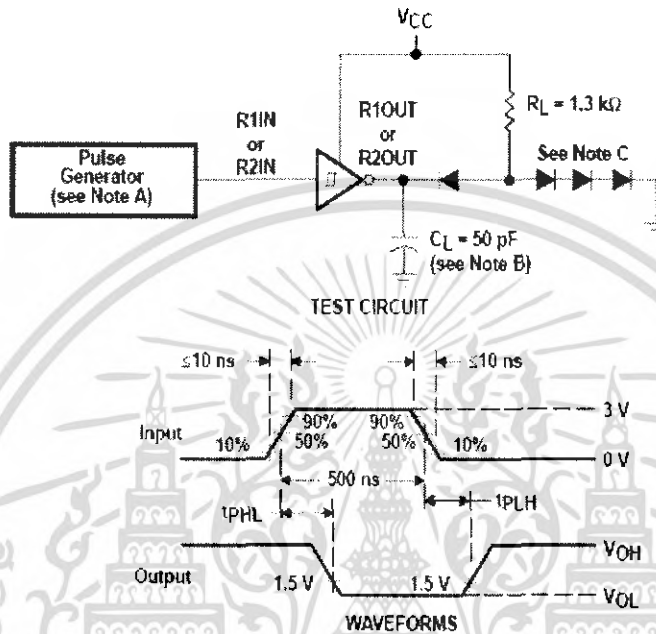 VCC
RL = 1.3 kΩ
R1IN
or
R2IN
R1OUT
or
R2OUT
See Note C
Pulse
Generator
(see Note A)
CL = 50 pF
(see Note B)
TEST CIRCUIT
≤10 ns
≤10 ns
Input
10%
90%
50%
90%
50%
10%
3 V
0 V
500 ns
tPHL
tPLH
Output
1.5 V
1.5 V
VOH
VOL
WAVEFORMS